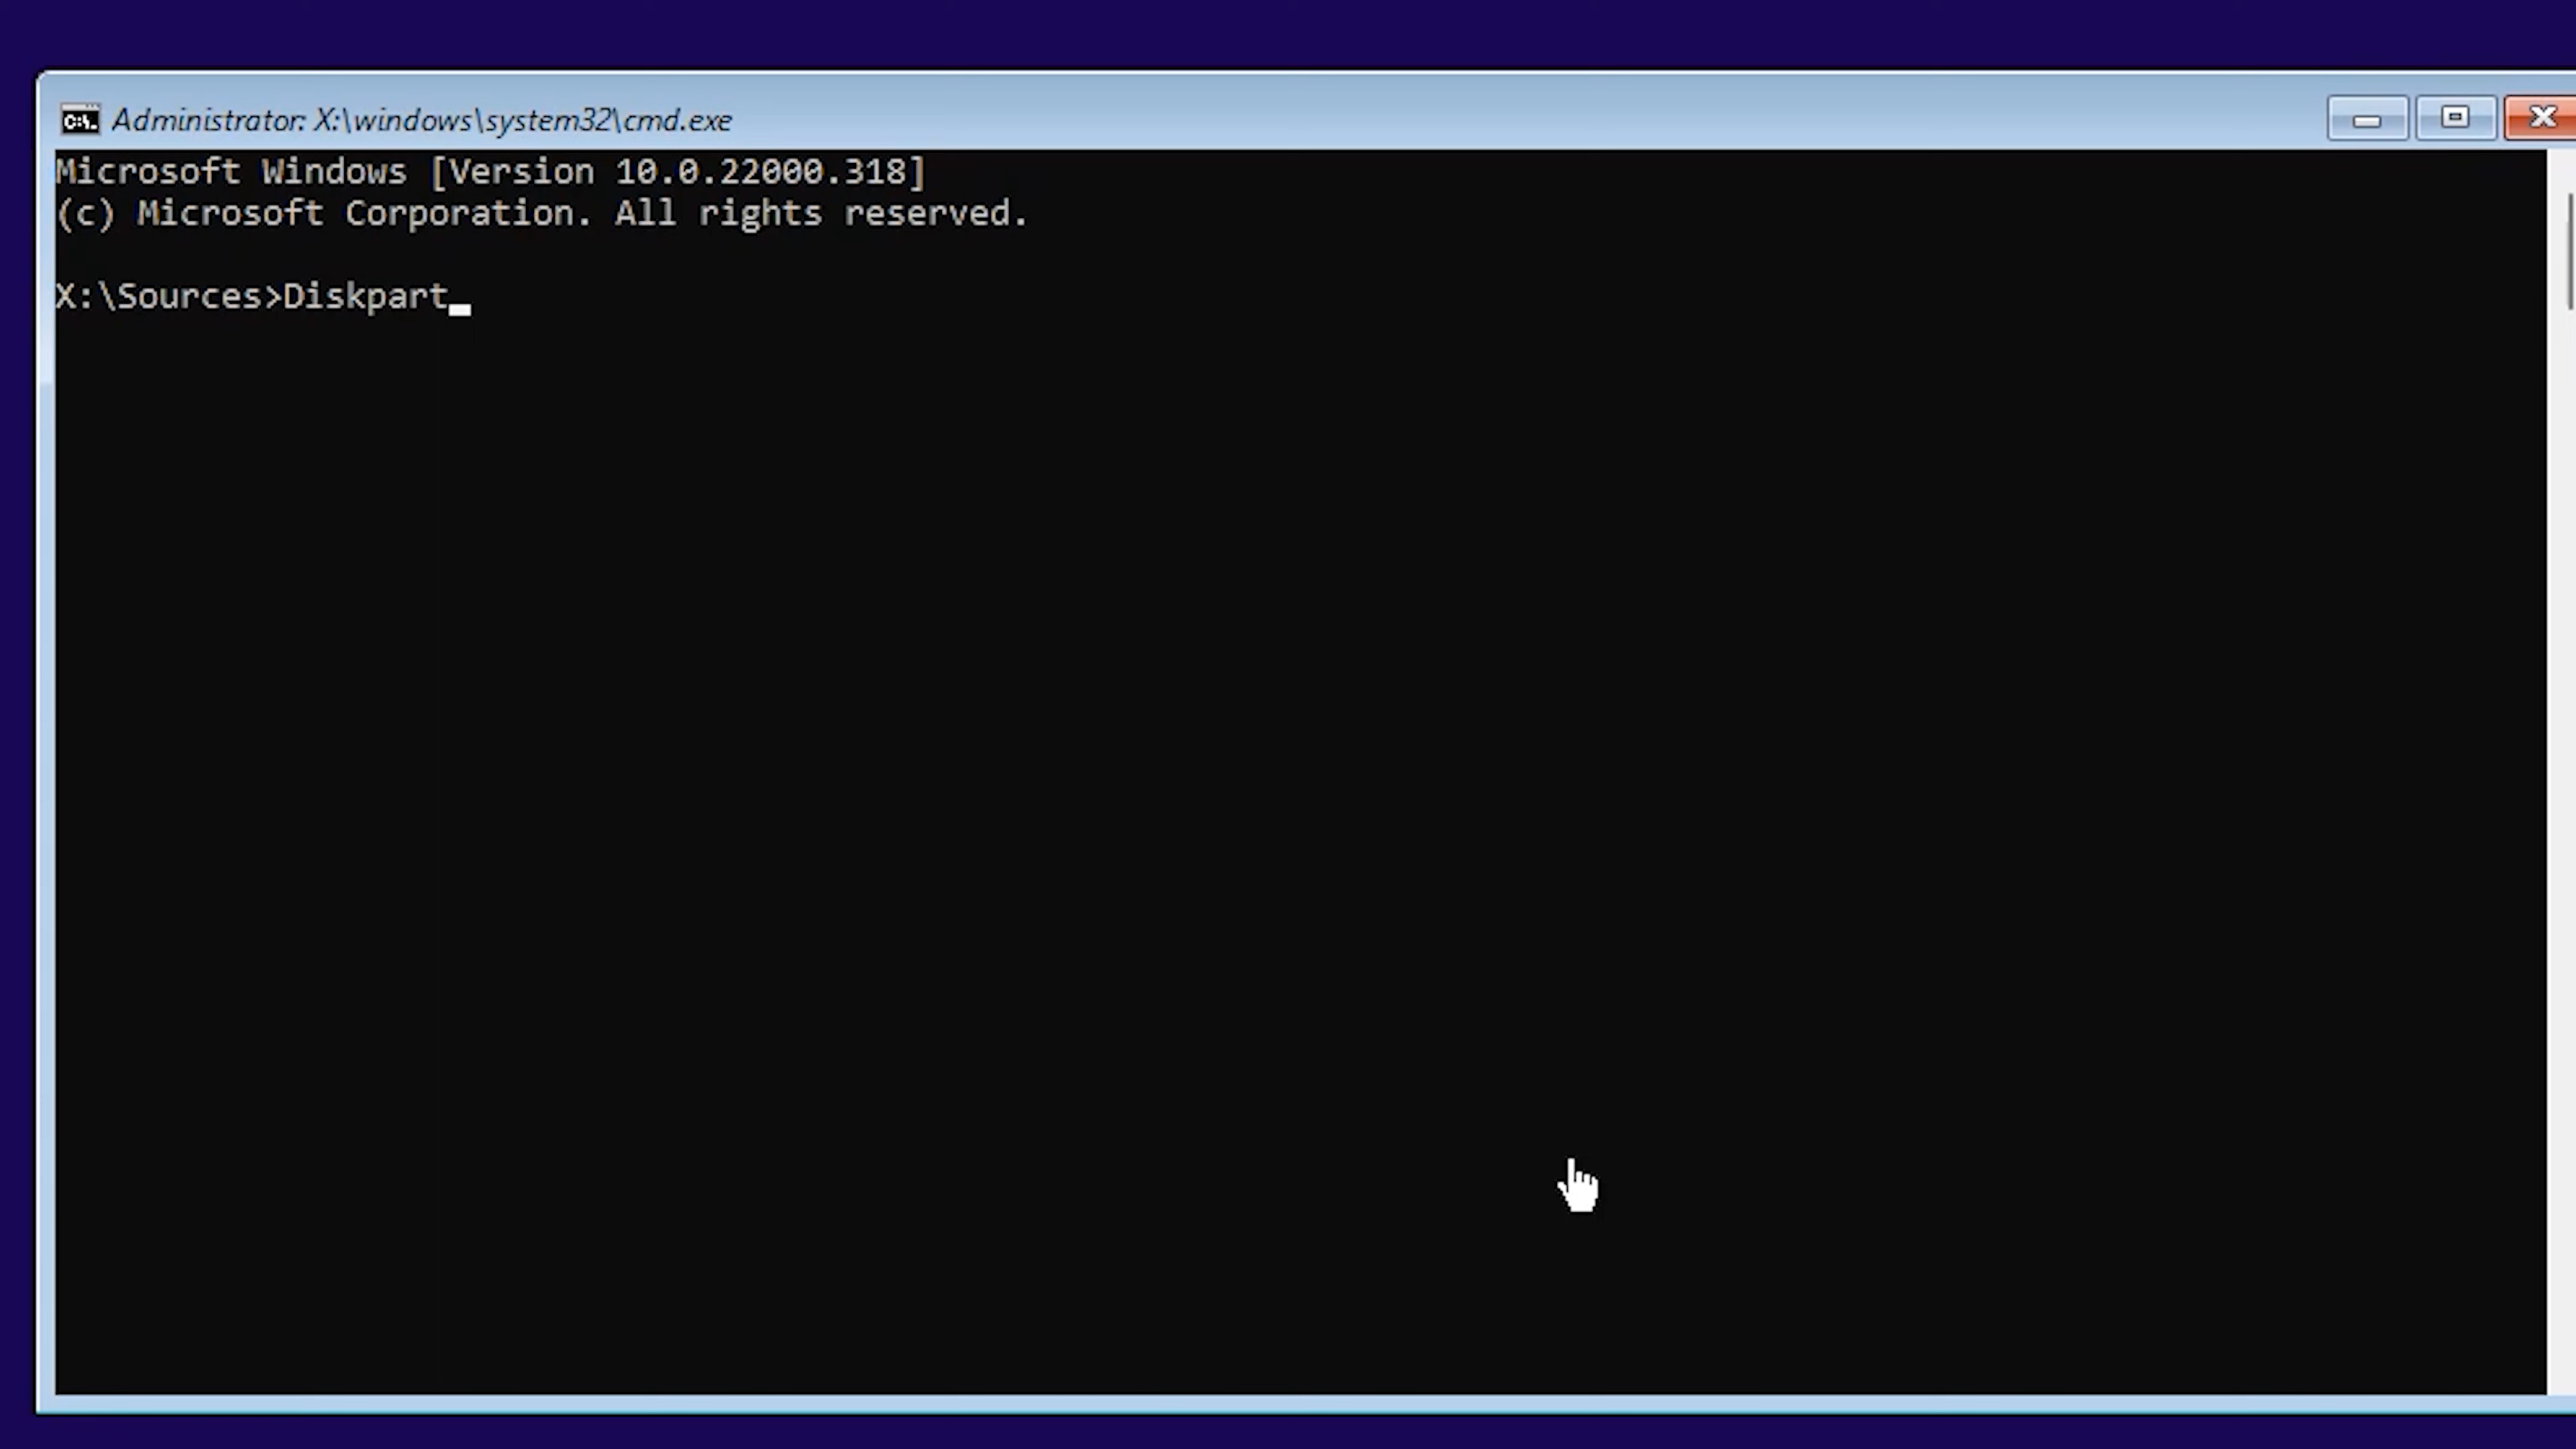 Administrator: X:\windows\system32\cmd.exe
Microsoft Windows [Version 10.0.22000.318]
(c) Microsoft Corporation. All rights reserved.
X:\Sources>Diskpart